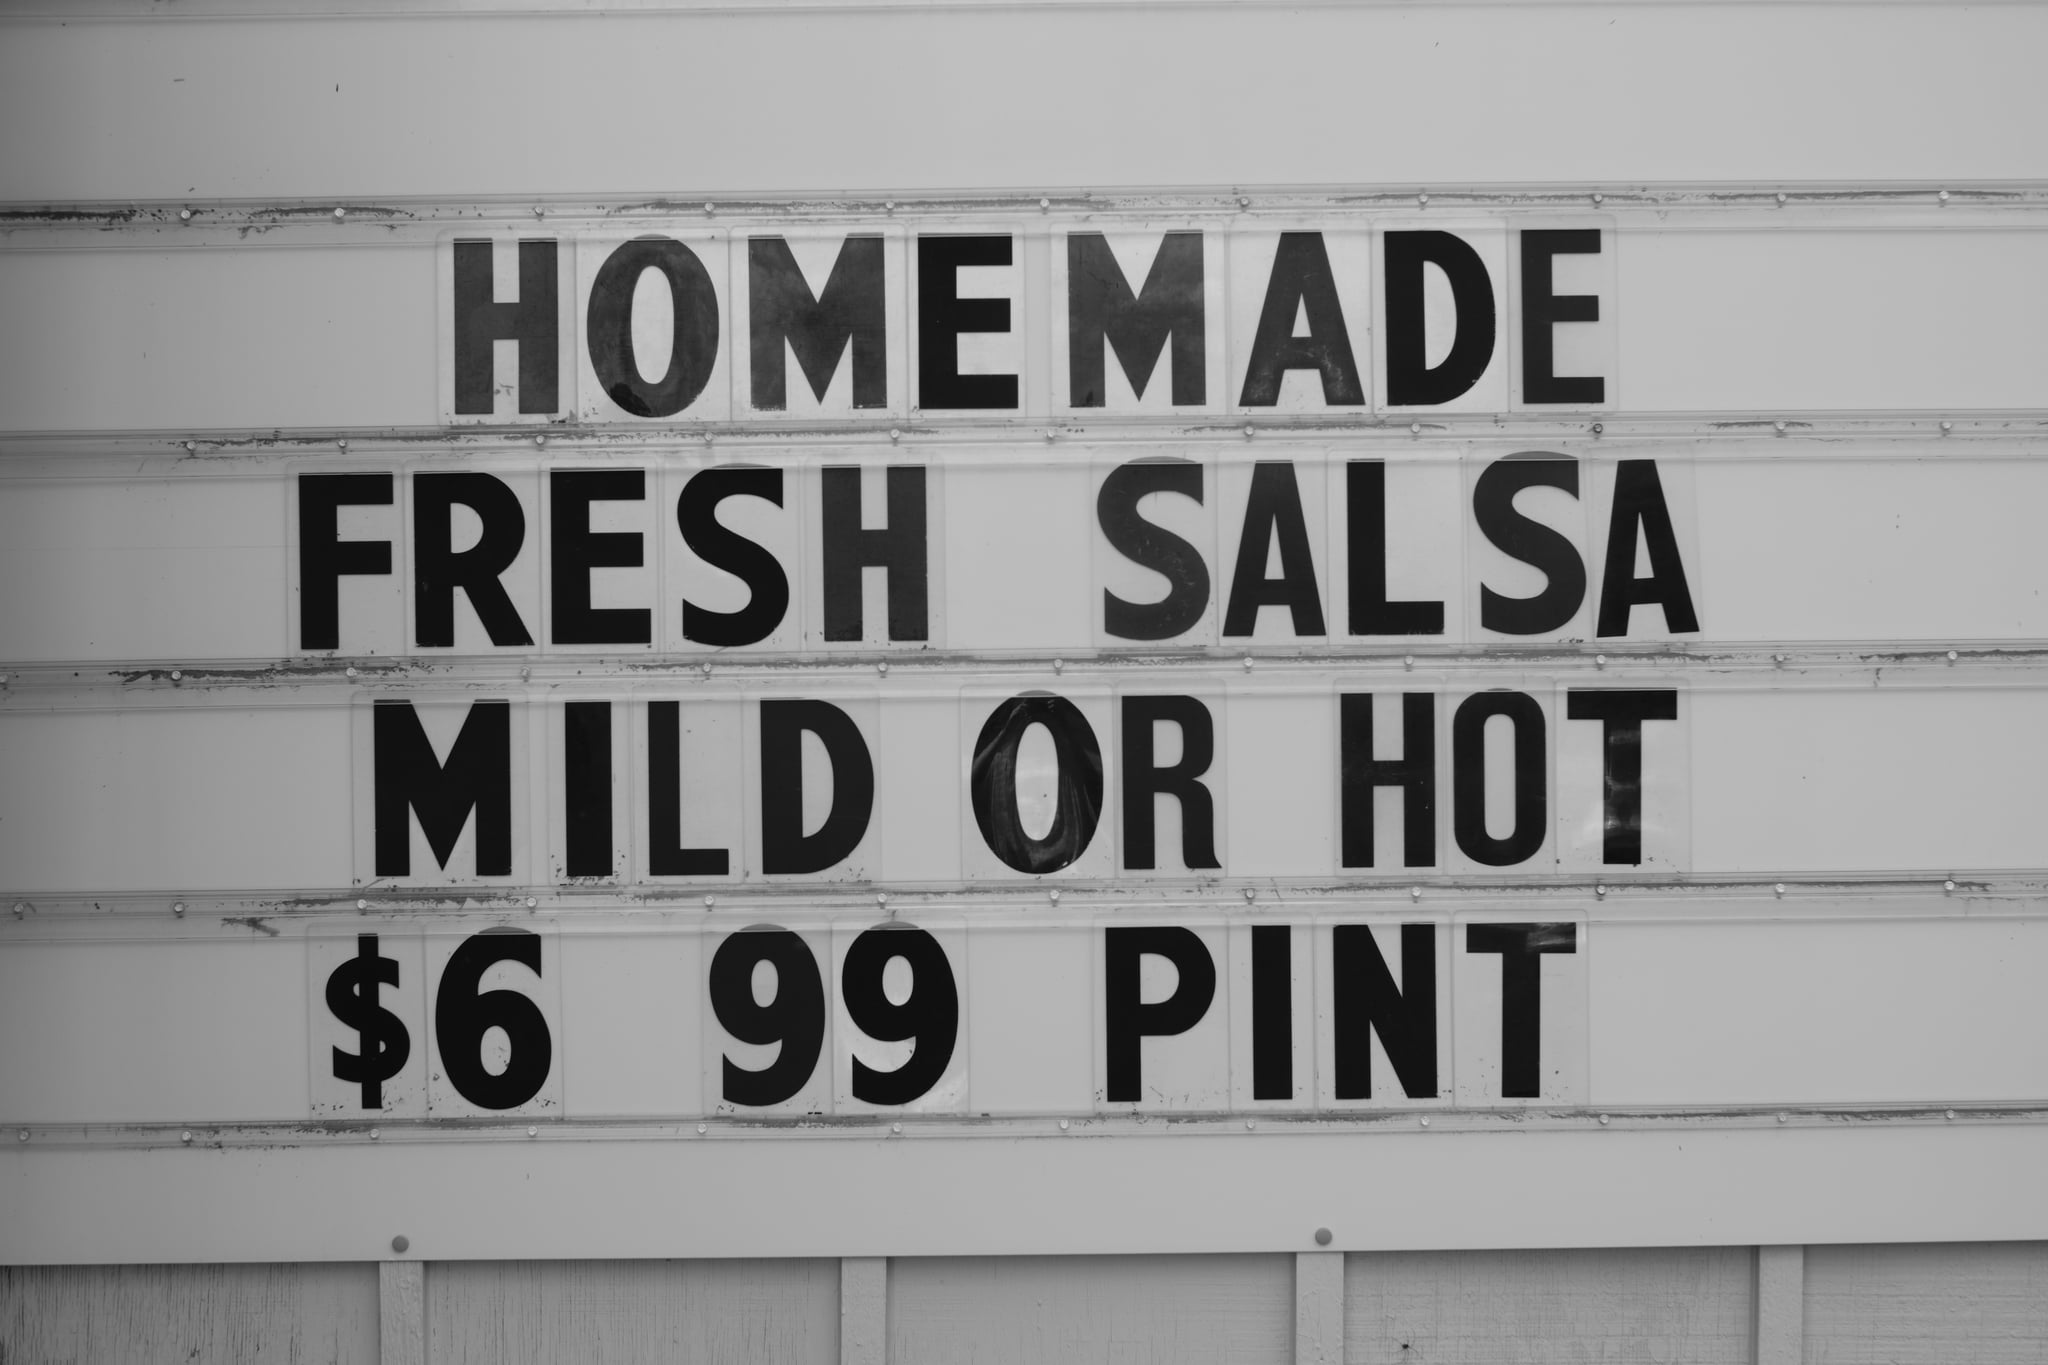 HOMEMADE
FRESH SALSA
MILD OR HOT
$6 99 PINT